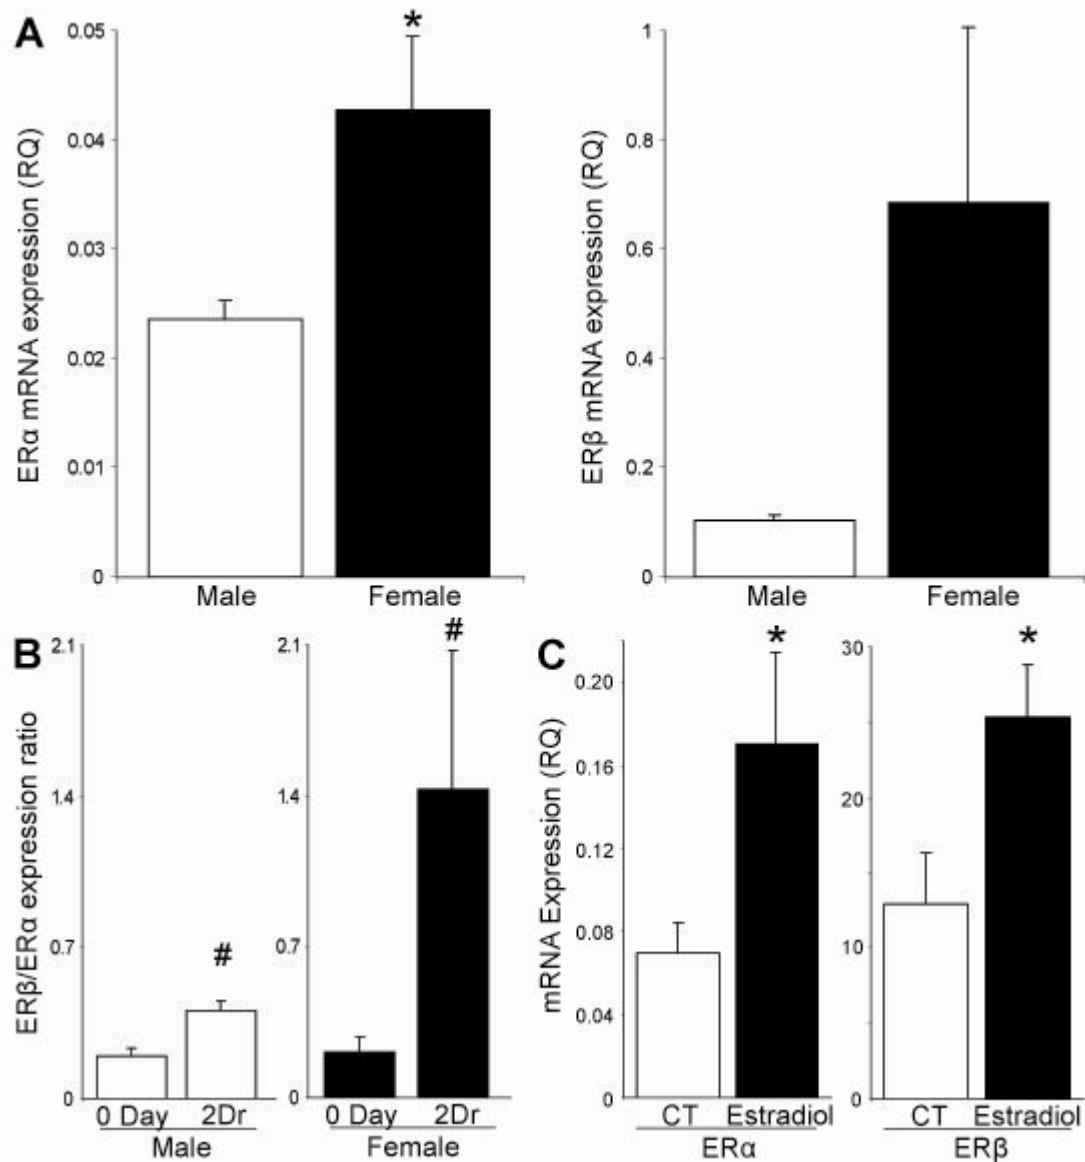 A
ERα mRNA expression (RQ)
0.05
0.04
0.03
0.02
0.01
0
*
Male Female
ERβ mRNA expression (RQ)
1
0.8
0.6
0.4
0.2
0
Male Female
B
ERβ/ERα expression ratio
2.1
1.4
0.7
0
#
0 Day 2Dr
Male
2.1
1.4
0.7
0
#
0 Day 2Dr
Female
C
mRNA Expression (RQ)
0.20
0.16
0.12
0.08
0.04
0
*
CT Estradiol
ERα
30
20
10
0
*
CT Estradiol
ERβ